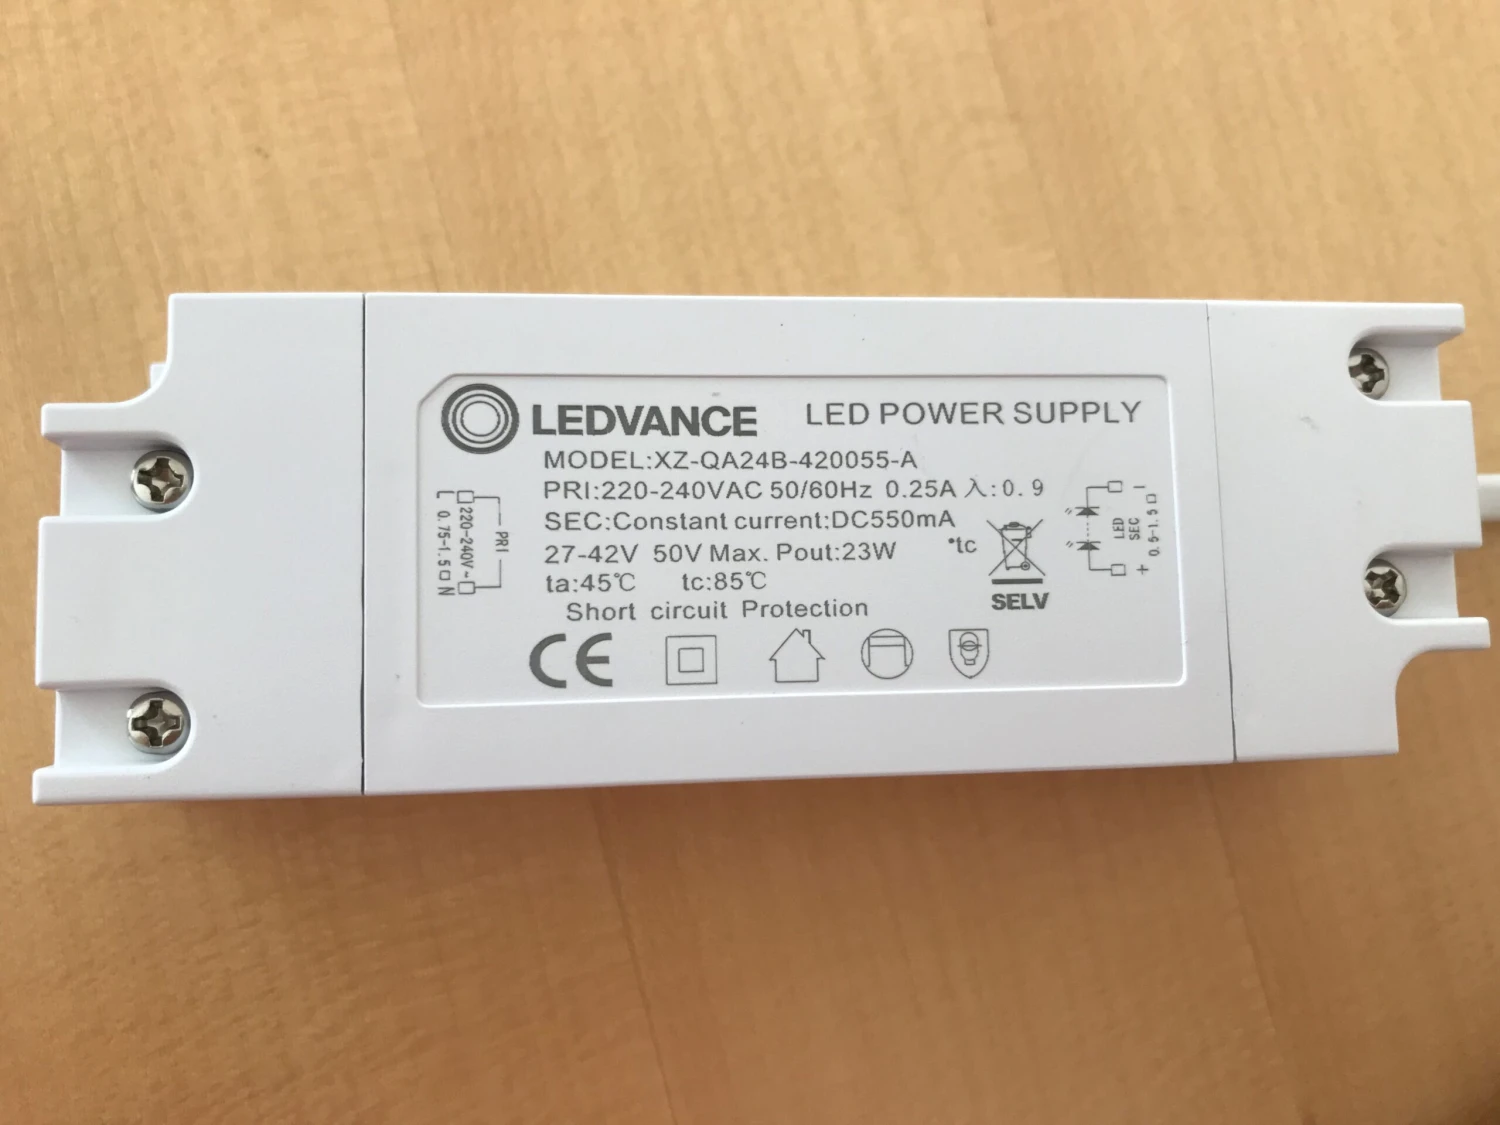 LEDVANCE LED POWER SUPPLY
MODEL:XZ-QA24B-420055-A
PRI:220-240VAC 50/60Hz 0.25A 入:0.9
SEC:Constant current:DC550mA
27-42V 50V Max. Pout:23W
ta:45℃ tc:85℃
Short circuit Protection
CE
•tc
SELV
PRI
220-240V~
L 0.75-1.5□ N
LED
SEC
− +
0.5-1.5□